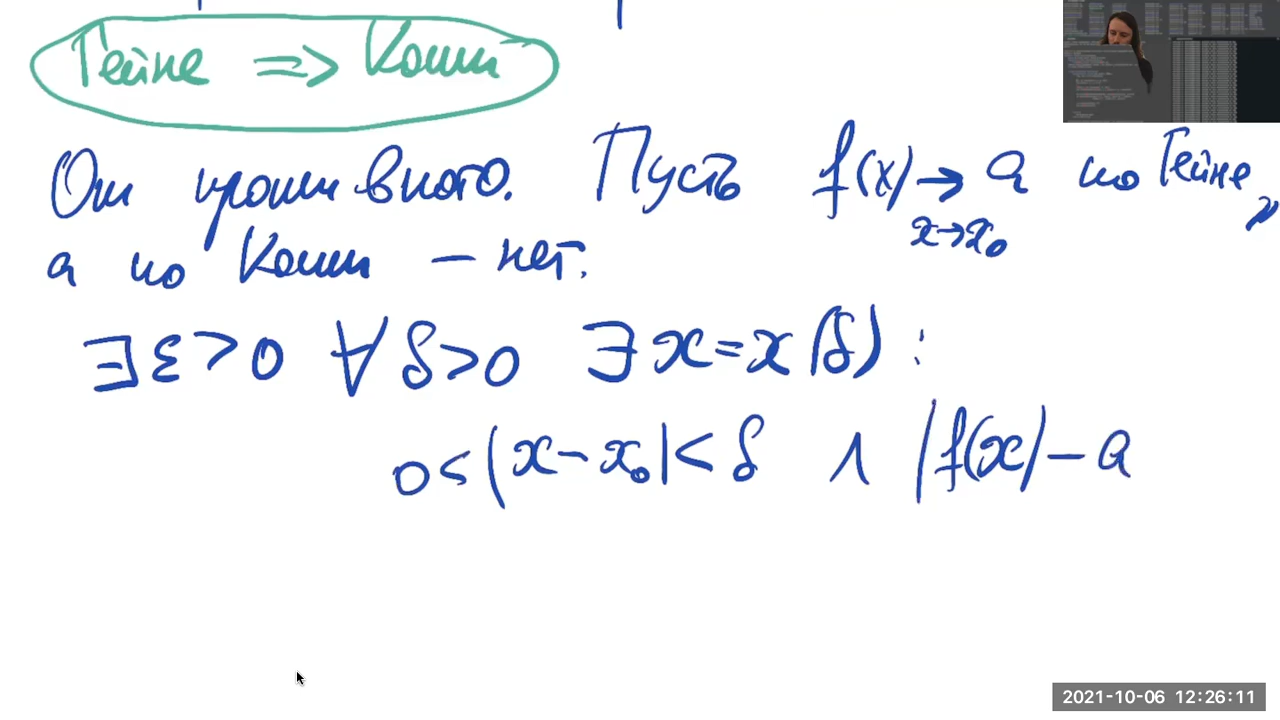 Гейне => Коши
От противного. Пусть f(x) → a по Гейне,
x→x₀
а по Коши – нет.
∃ε>0 ∀δ>0 ∃x=x(δ):
0<|x–x₀|<δ ∧ |f(x)–a
2021-10-06 12:26:11